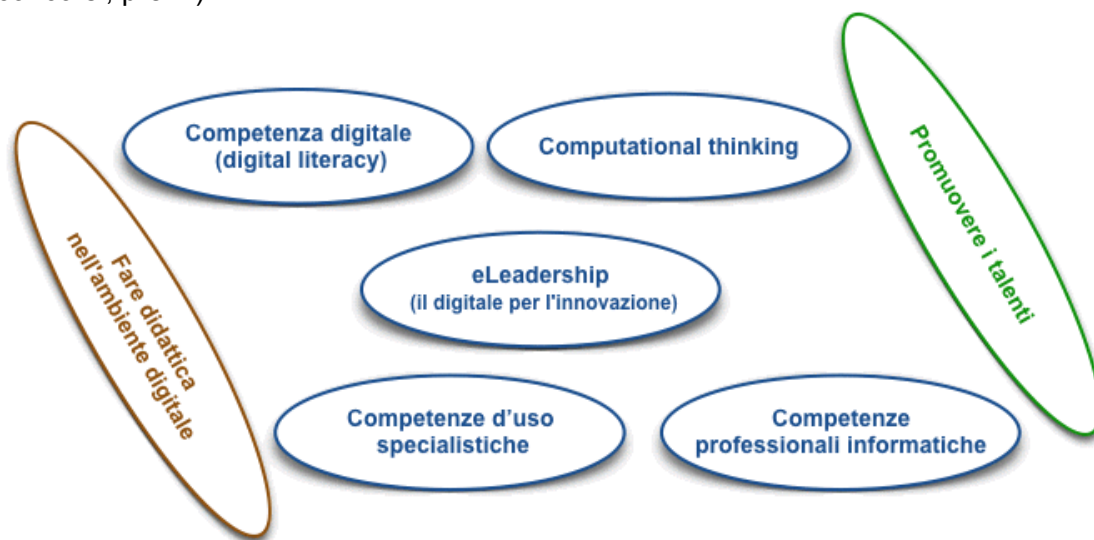 Competenza digitale
(digital literacy)
Computational thinking
Promuovere i talenti
Fare didattica
nell'ambiente digitale
eLeadership
(il digitale per l'innovazione)
Competenze d’uso
specialistiche
Competenze
professionali informatiche